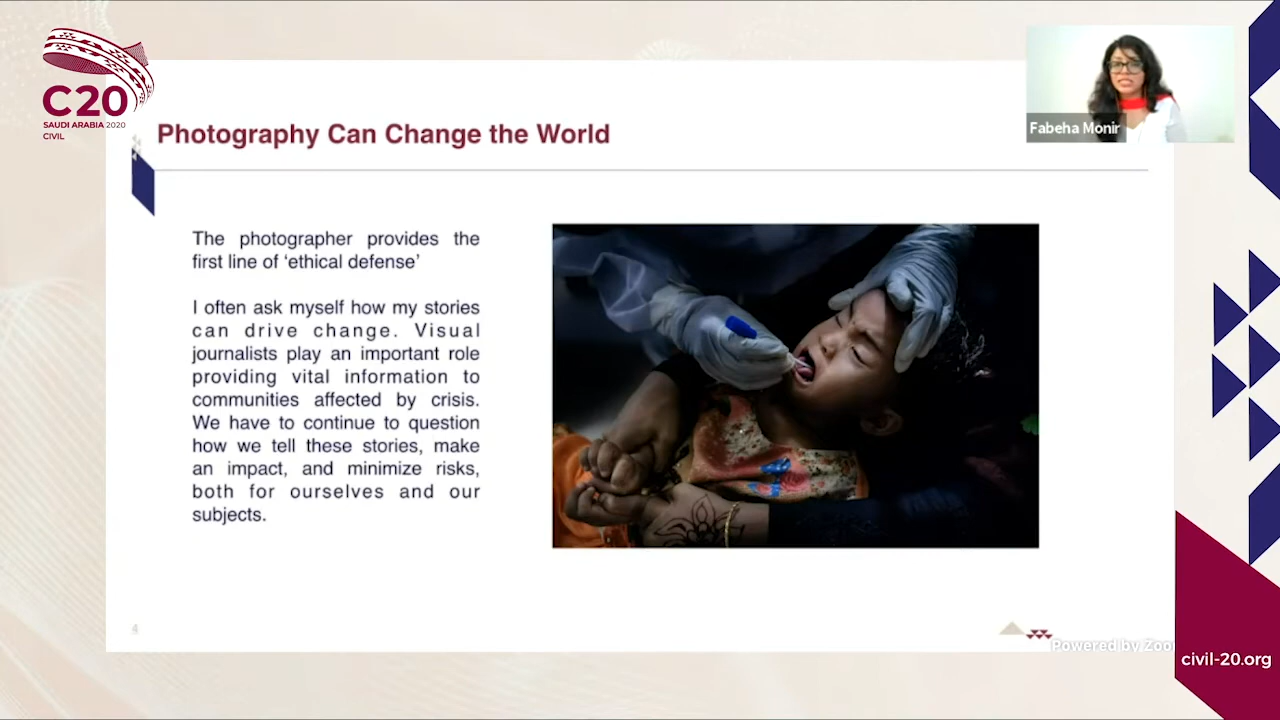 C20
SAUDI ARABIA 2020
CIVIL
Photography Can Change the World
Fabeha Monir
The photographer provides the
first line of ‘ethical defense’
I often ask myself how my stories
can drive change. Visual
journalists play an important role
providing vital information to
communities affected by crisis.
We have to continue to question
how we tell these stories, make
an impact, and minimize risks,
both for ourselves and our
subjects.
4
Powered by Zoo
civil-20.org